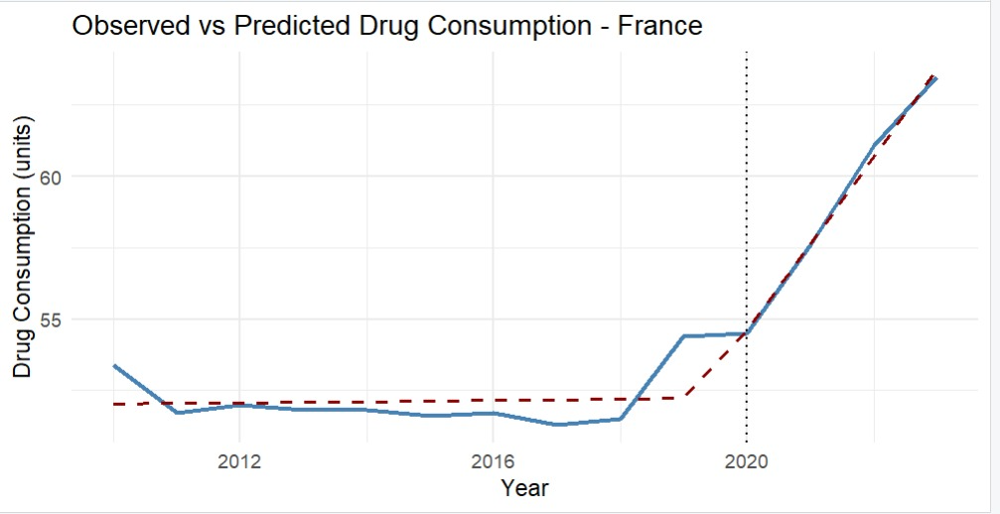 Observed vs Predicted Drug Consumption - France
Drug Consumption (units)
60
55
2012 2016 2020
Year